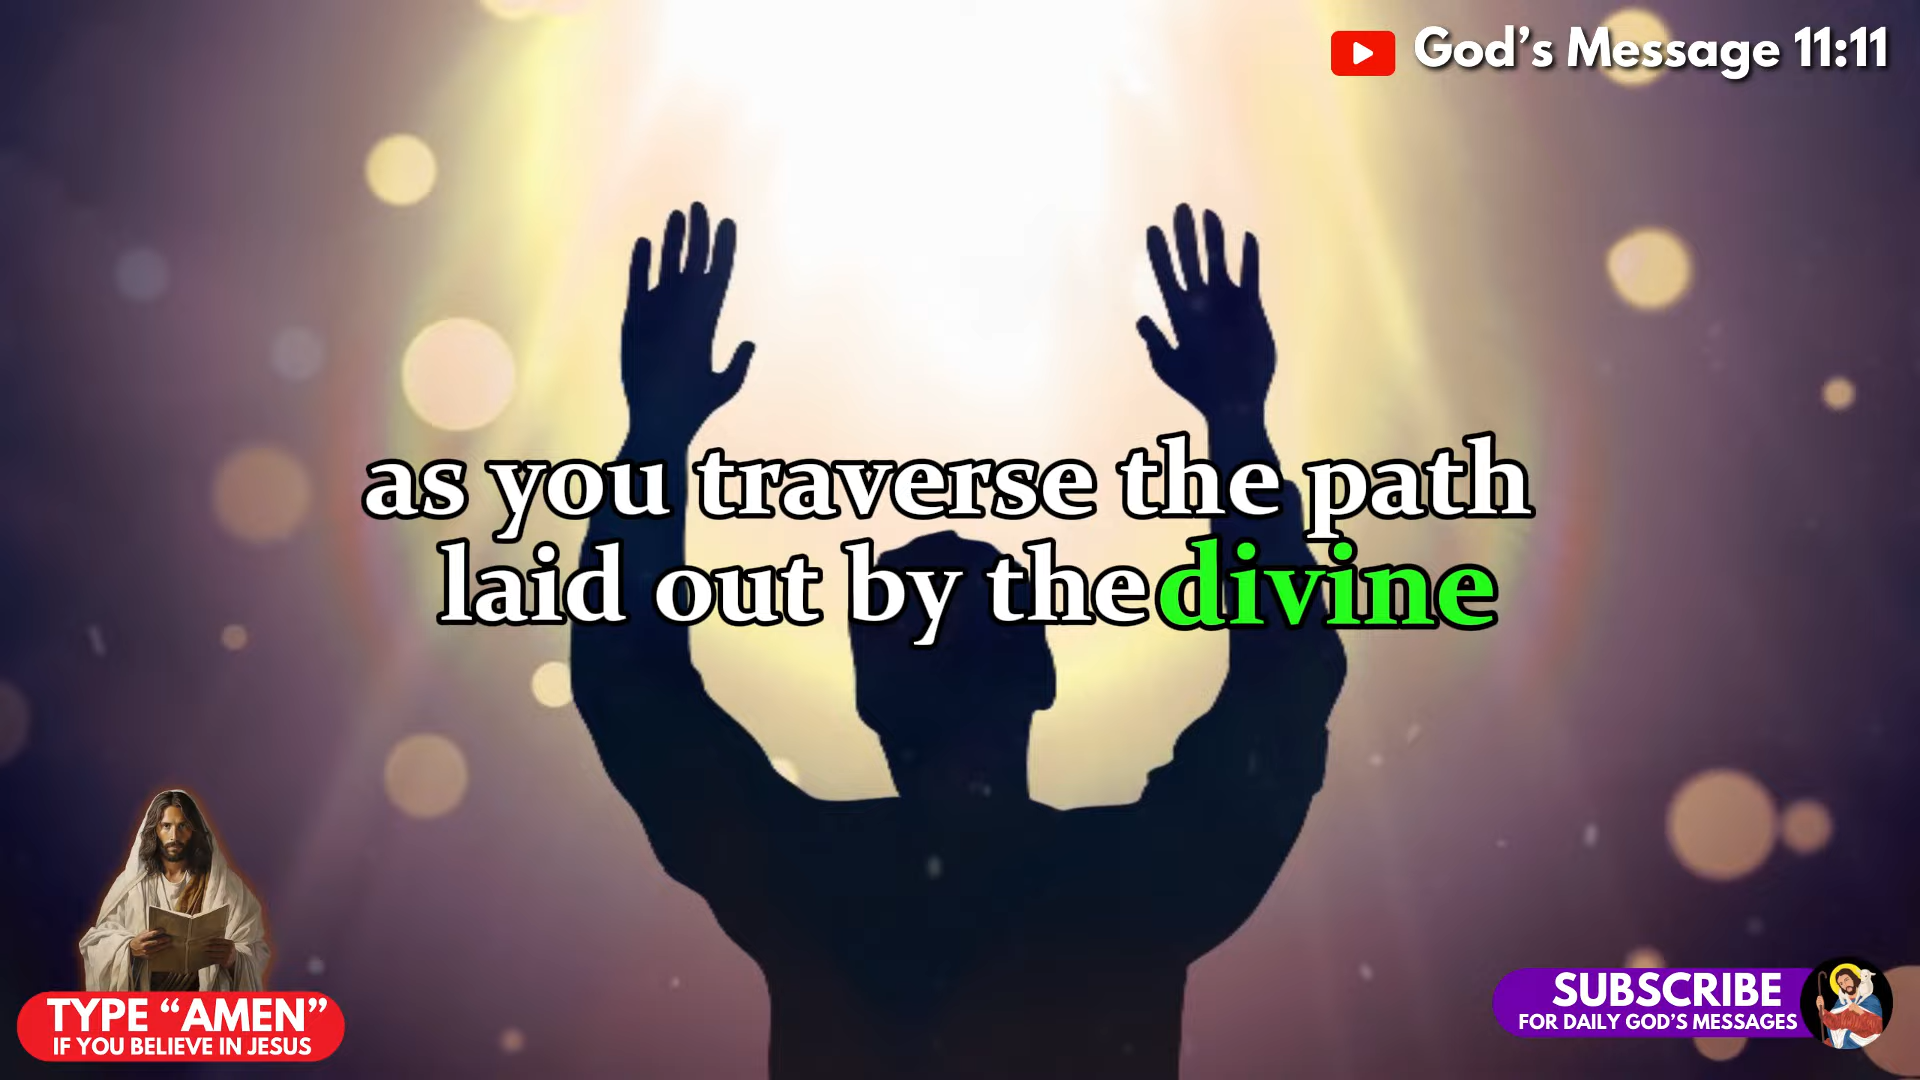 God’s Message 11:11
as you traverse the path
laid out by the divine
TYPE “AMEN”
IF YOU BELIEVE IN JESUS
SUBSCRIBE
FOR DAILY GOD’S MESSAGES